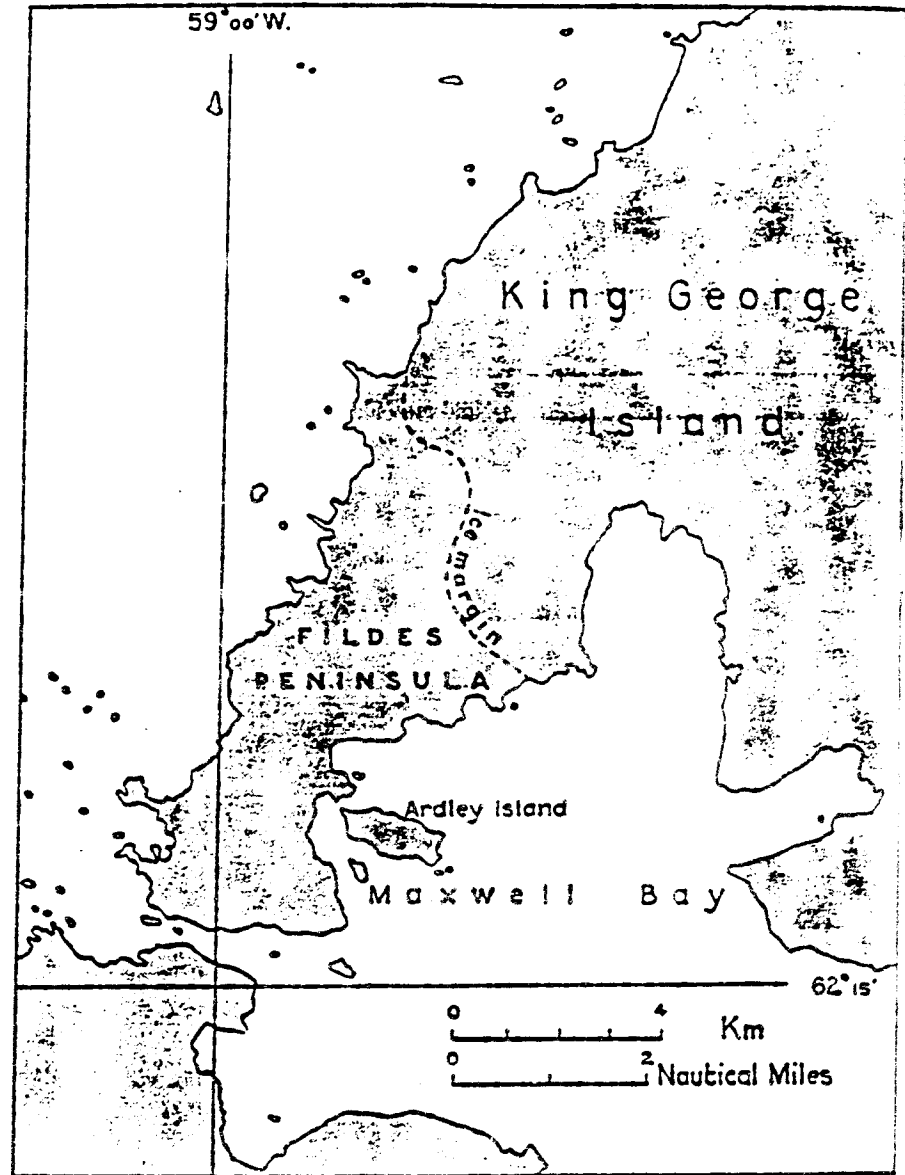 59°00'W.
King George
Island.
Ice margin
FILDES
PENINSULA
Ardley Island
Maxwell Bay
62°15'
0 4
Km
0 2
Nautical Miles